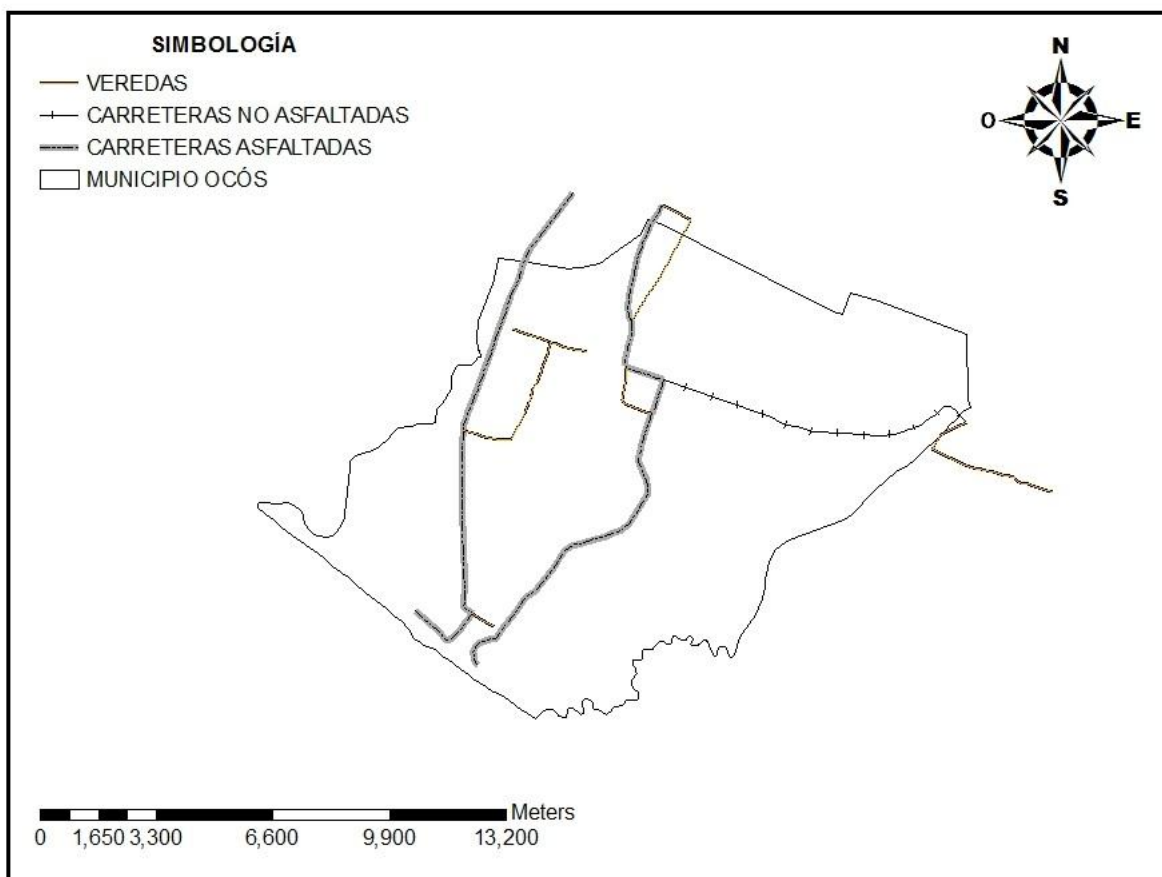 SIMBOLOGÍA
VEREDAS
CARRETERAS NO ASFALTADAS
CARRETERAS ASFALTADAS
MUNICIPIO OCÓS
N
O E
S
Meters
0 1,650 3,300 6,600 9,900 13,200